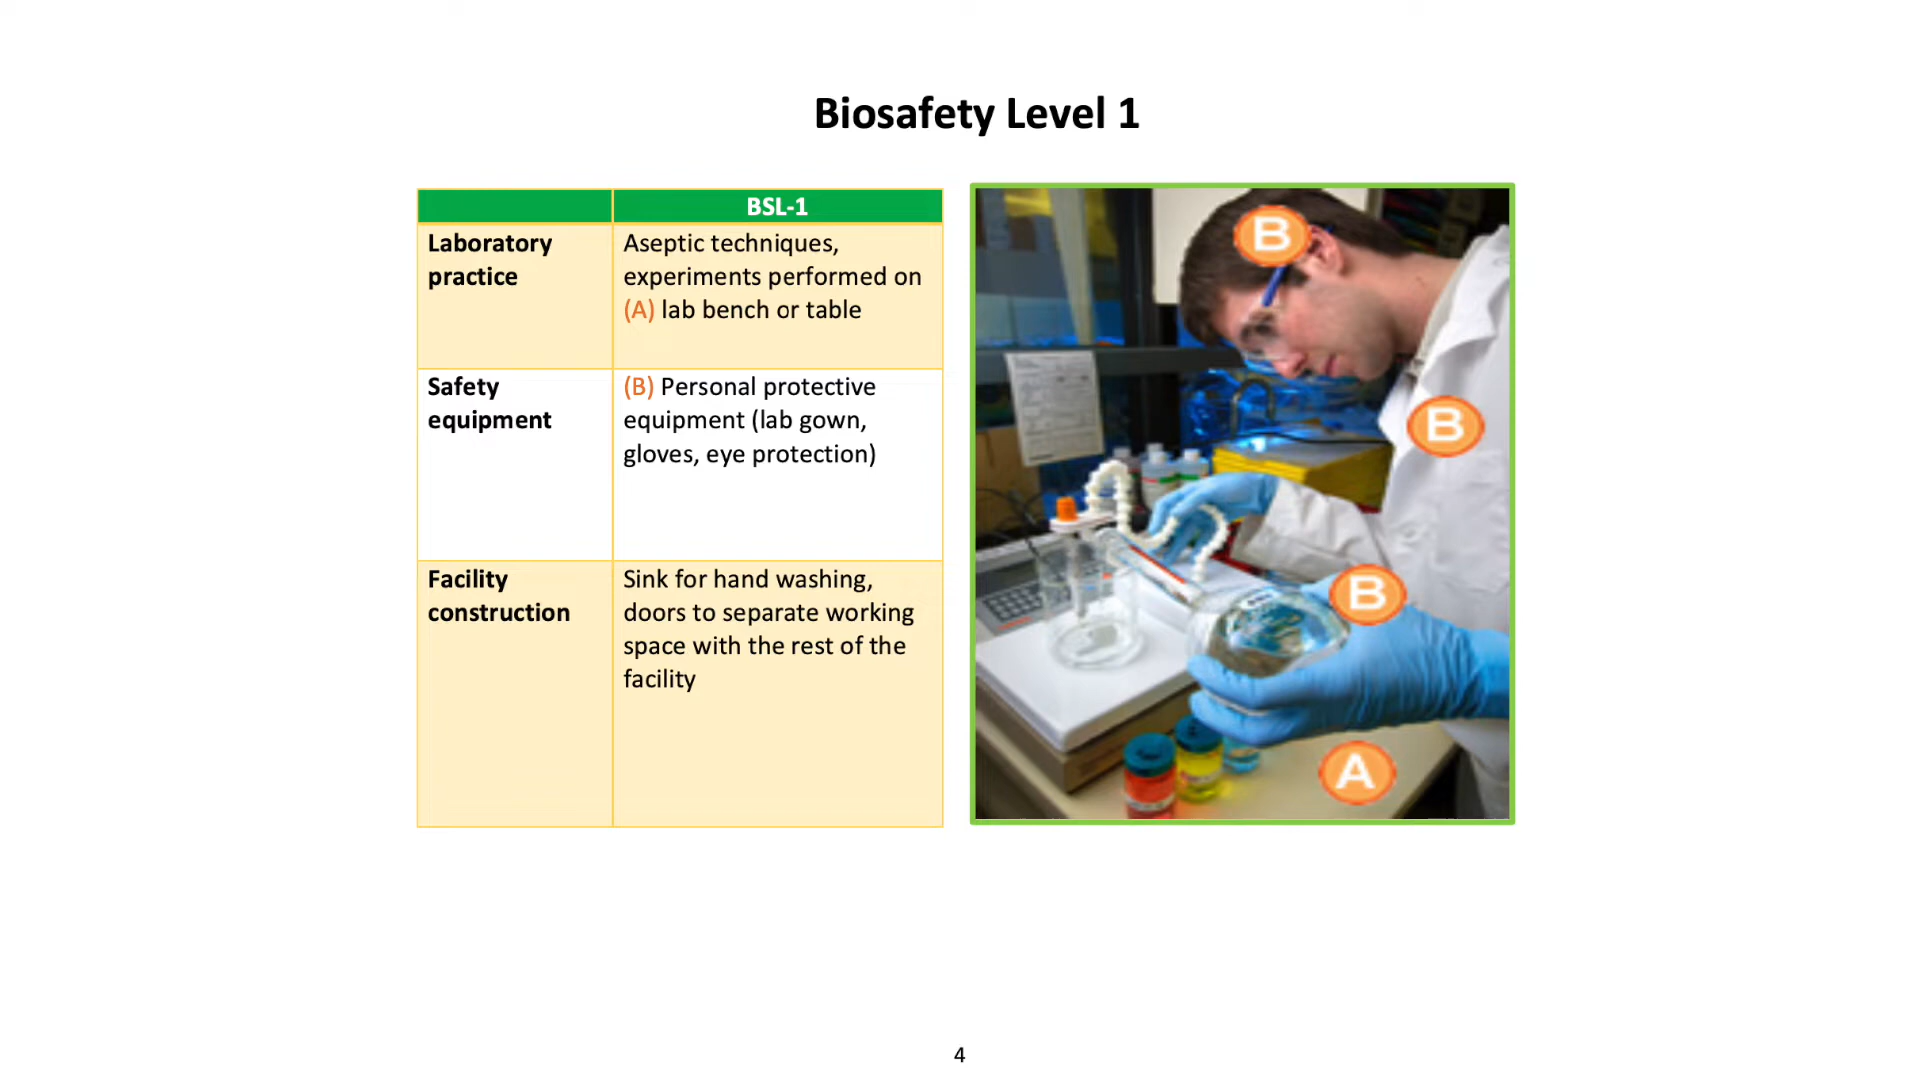 Biosafety Level 1
BSL-1
Laboratory
practice
Aseptic techniques,
experiments performed on
(A) lab bench or table
Safety
equipment
(B) Personal protective
equipment (lab gown,
gloves, eye protection)
Facility
construction
Sink for hand washing,
doors to separate working
space with the rest of the
facility
B
B
B
A
4